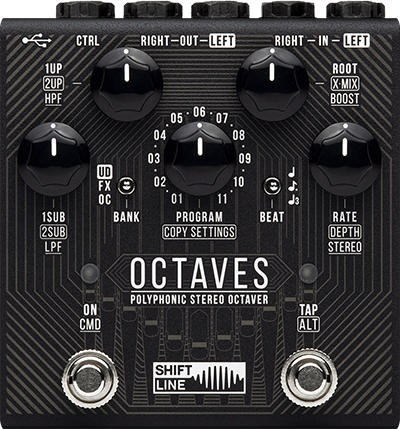 CTRL RIGHT-OUT-LEFT RIGHT-IN-LEFT
1UP
2UP
HPF
ROOT
X-MIX
BOOST
01 02 03 04 05 06 07 08 09 10 11 12
UD
FX
OC
BANK
♩
♪.
♪3
BEAT
1SUB
2SUB
LPF
PROGRAM
COPY SETTINGS
RATE
DEPTH
STEREO
OCTAVES
POLYPHONIC STEREO OCTAVER
ON
CMD
TAP
ALT
SHIFT
LINE